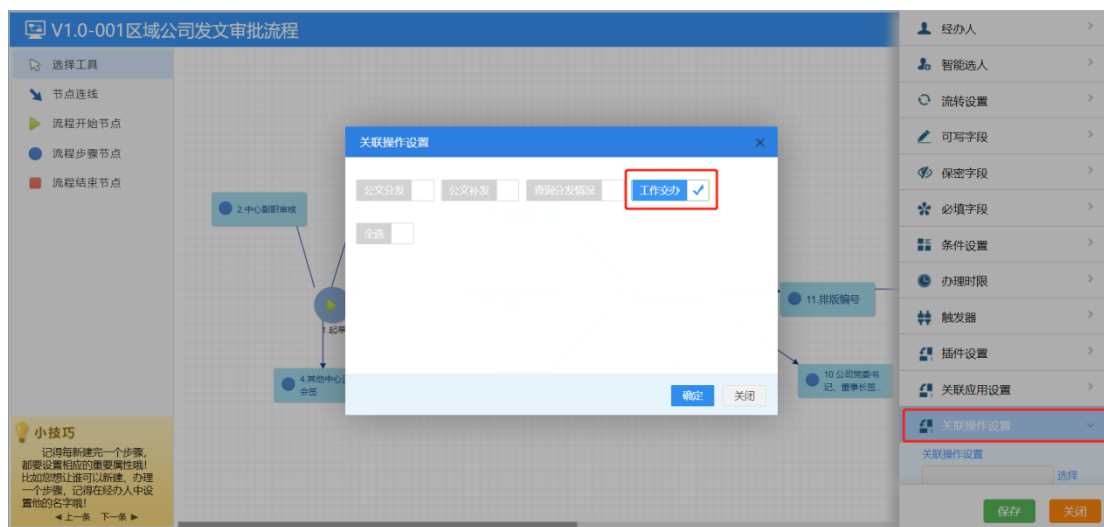 V1.0-001区域公司发文审批流程
选择工具
节点连线
流程开始节点
流程步骤节点
流程结束节点
2.中心副职审核
1.起草
4.其他中心
会签
关联操作设置
×
公文分发
公文补发
查询分发情况
工作交办
全选
确定
关闭
11.排版编号
10.公司党委书
记、董事长签...
小技巧
记得每新建完一个步骤,
都要设置相应的重要属性哦!
比如您想让谁可以新建、办理
一个步骤, 记得在经办人中设
置他的名字哦!
◄上一条 下一条►
经办人
智能选人
流转设置
可写字段
保密字段
必填字段
条件设置
办理时限
触发器
插件设置
关联应用设置
关联操作设置
关联操作设置
选择
保存
关闭